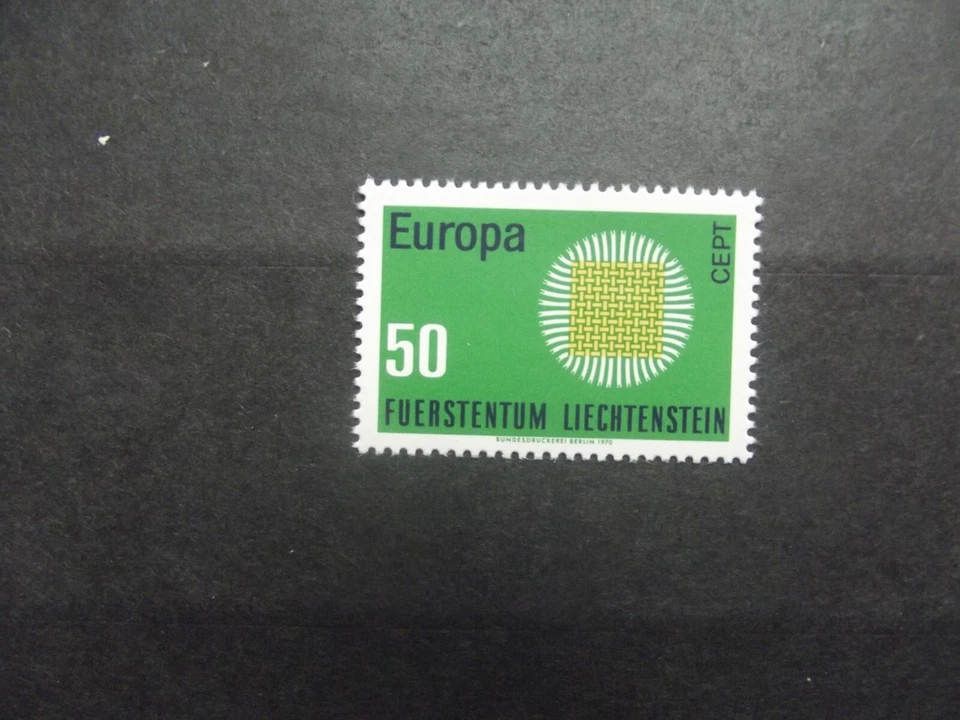 Europa
CEPT
50
FUERSTENTUM LIECHTENSTEIN
BUNDESDRUCKEREI BERLIN 1970